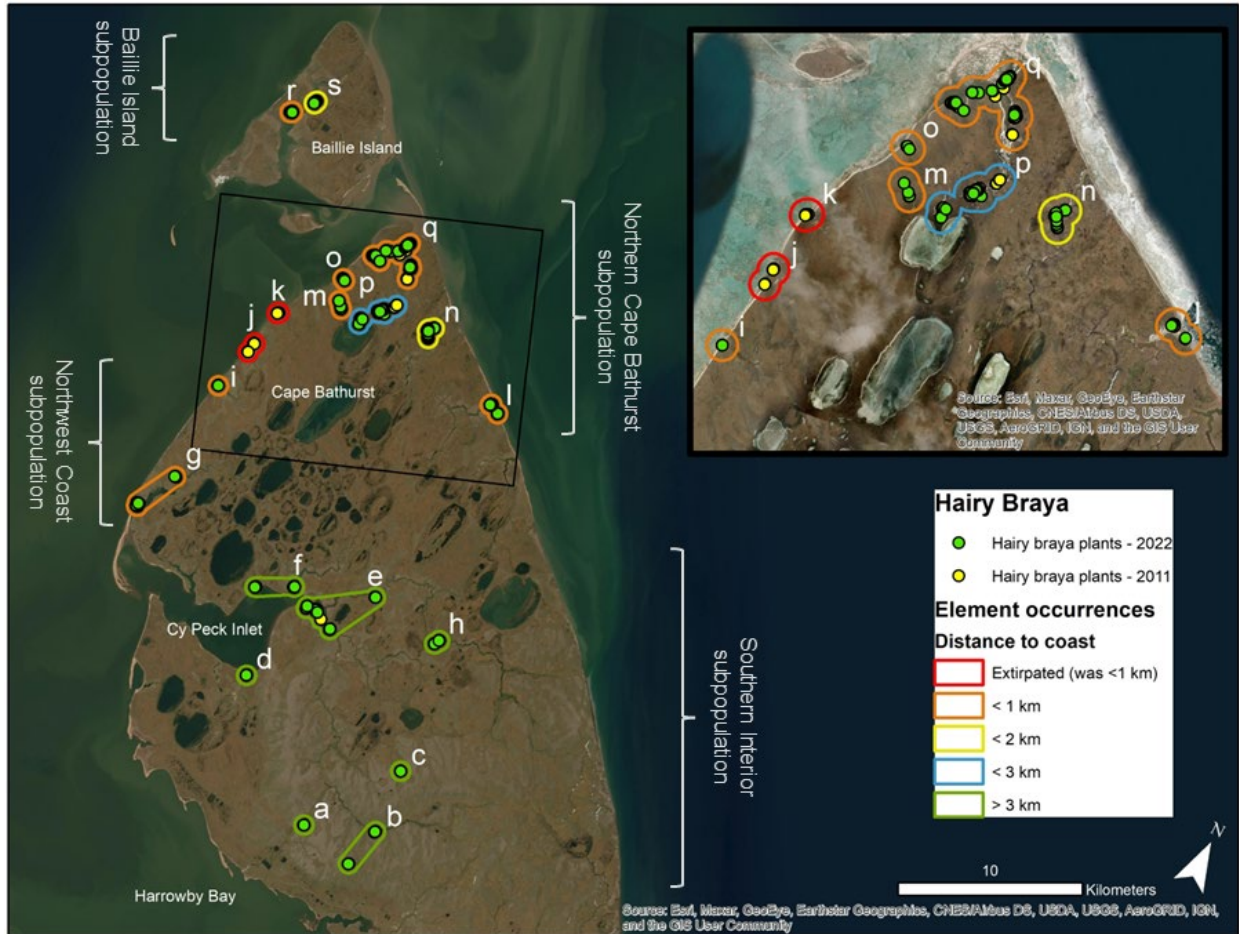 Baillie Island
subpopulation
r
s
Baillie Island
Northern Cape Bathurst
subpopulation
q
o
p
m
k
n
j
i
Cape Bathurst
l
Northwest Coast
subpopulation
g
f
e
Cy Peck Inlet
h
d
Southern Interior
subpopulation
c
a
b
Harrowby Bay
q
o
m
p
n
k
j
i
l
Source: Esri, Maxar, GeoEye, Earthstar
Geographics, CNES/Airbus DS, USDA,
USGS, AeroGRID, IGN, and the GIS User
Community
Hairy Braya
Hairy braya plants - 2022
Hairy braya plants - 2011
Element occurrences
Distance to coast
Extirpated (was <1 km)
< 1 km
< 2 km
< 3 km
> 3 km
N
10
Kilometers
Source: Esri, Maxar, GeoEye, Earthstar Geographics, CNES/Airbus DS, USDA, USGS, AeroGRID, IGN,
and the GIS User Community